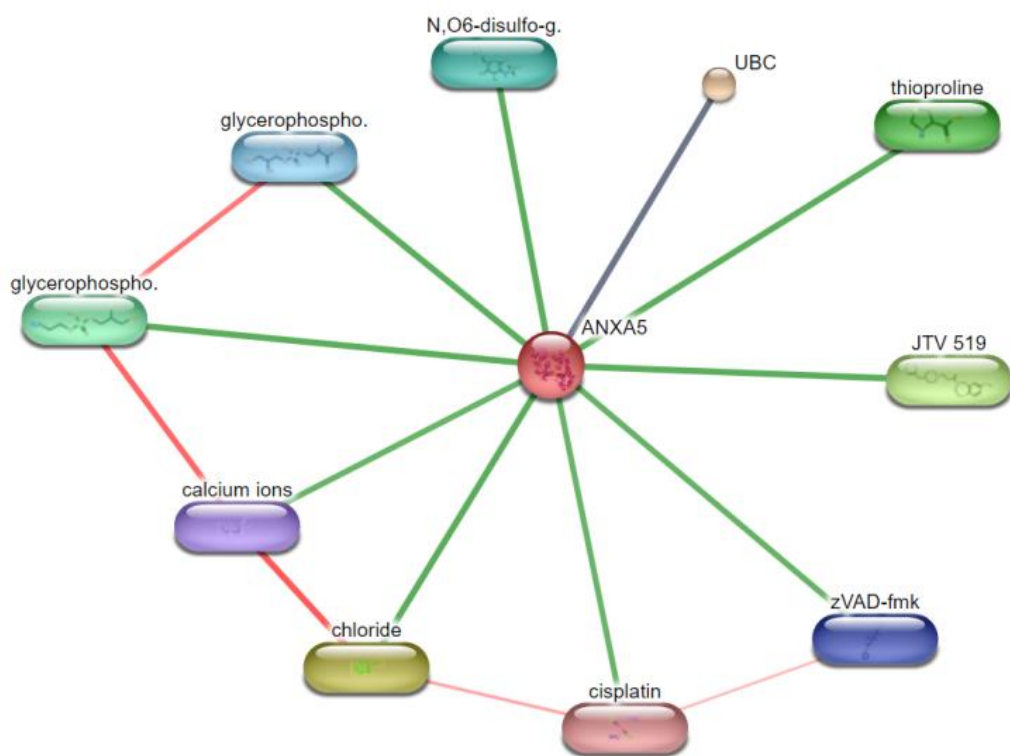 N,O6-disulfo-g.
UBC
thioproline
glycerophospho.
glycerophospho.
ANXA5
JTV 519
calcium ions
zVAD-fmk
chloride
cisplatin